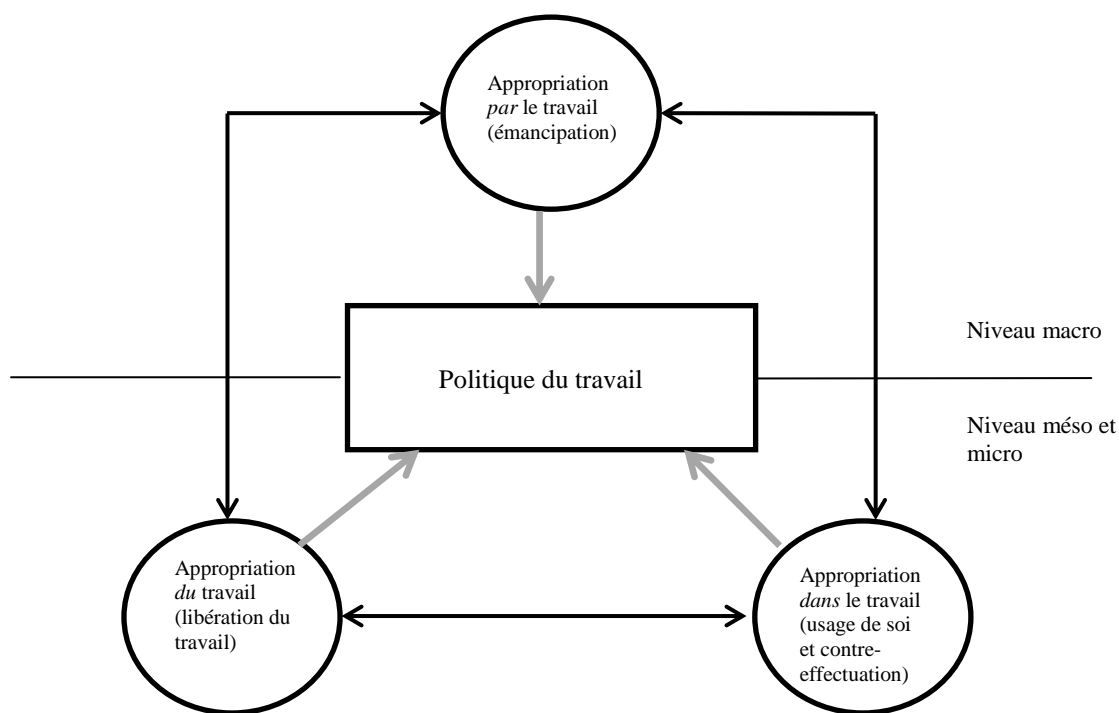 Appropriation
par le travail
(émancipation)
Niveau macro
Politique du travail
Niveau méso et
micro
Appropriation
du travail
(libération du
travail)
Appropriation
dans le travail
(usage de soi
et contre-
effectuation)